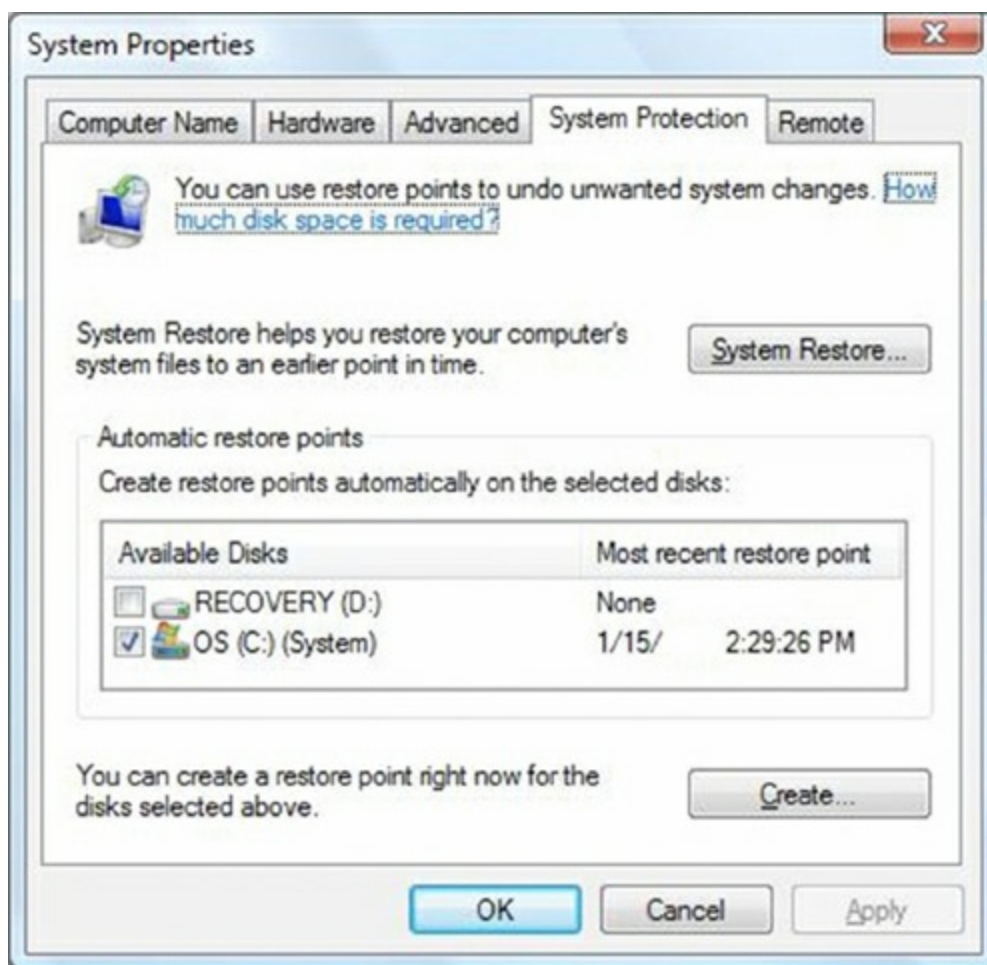 System Properties
Computer Name Hardware Advanced System Protection Remote
You can use restore points to undo unwanted system changes. How
much disk space is required?
System Restore helps you restore your computer's
system files to an earlier point in time.
System Restore...
Automatic restore points
Create restore points automatically on the selected disks:
Available Disks Most recent restore point
RECOVERY (D:) None
OS (C:) (System) 1/15/ 2:29:26 PM
You can create a restore point right now for the
disks selected above.
Create...
OK Cancel Apply